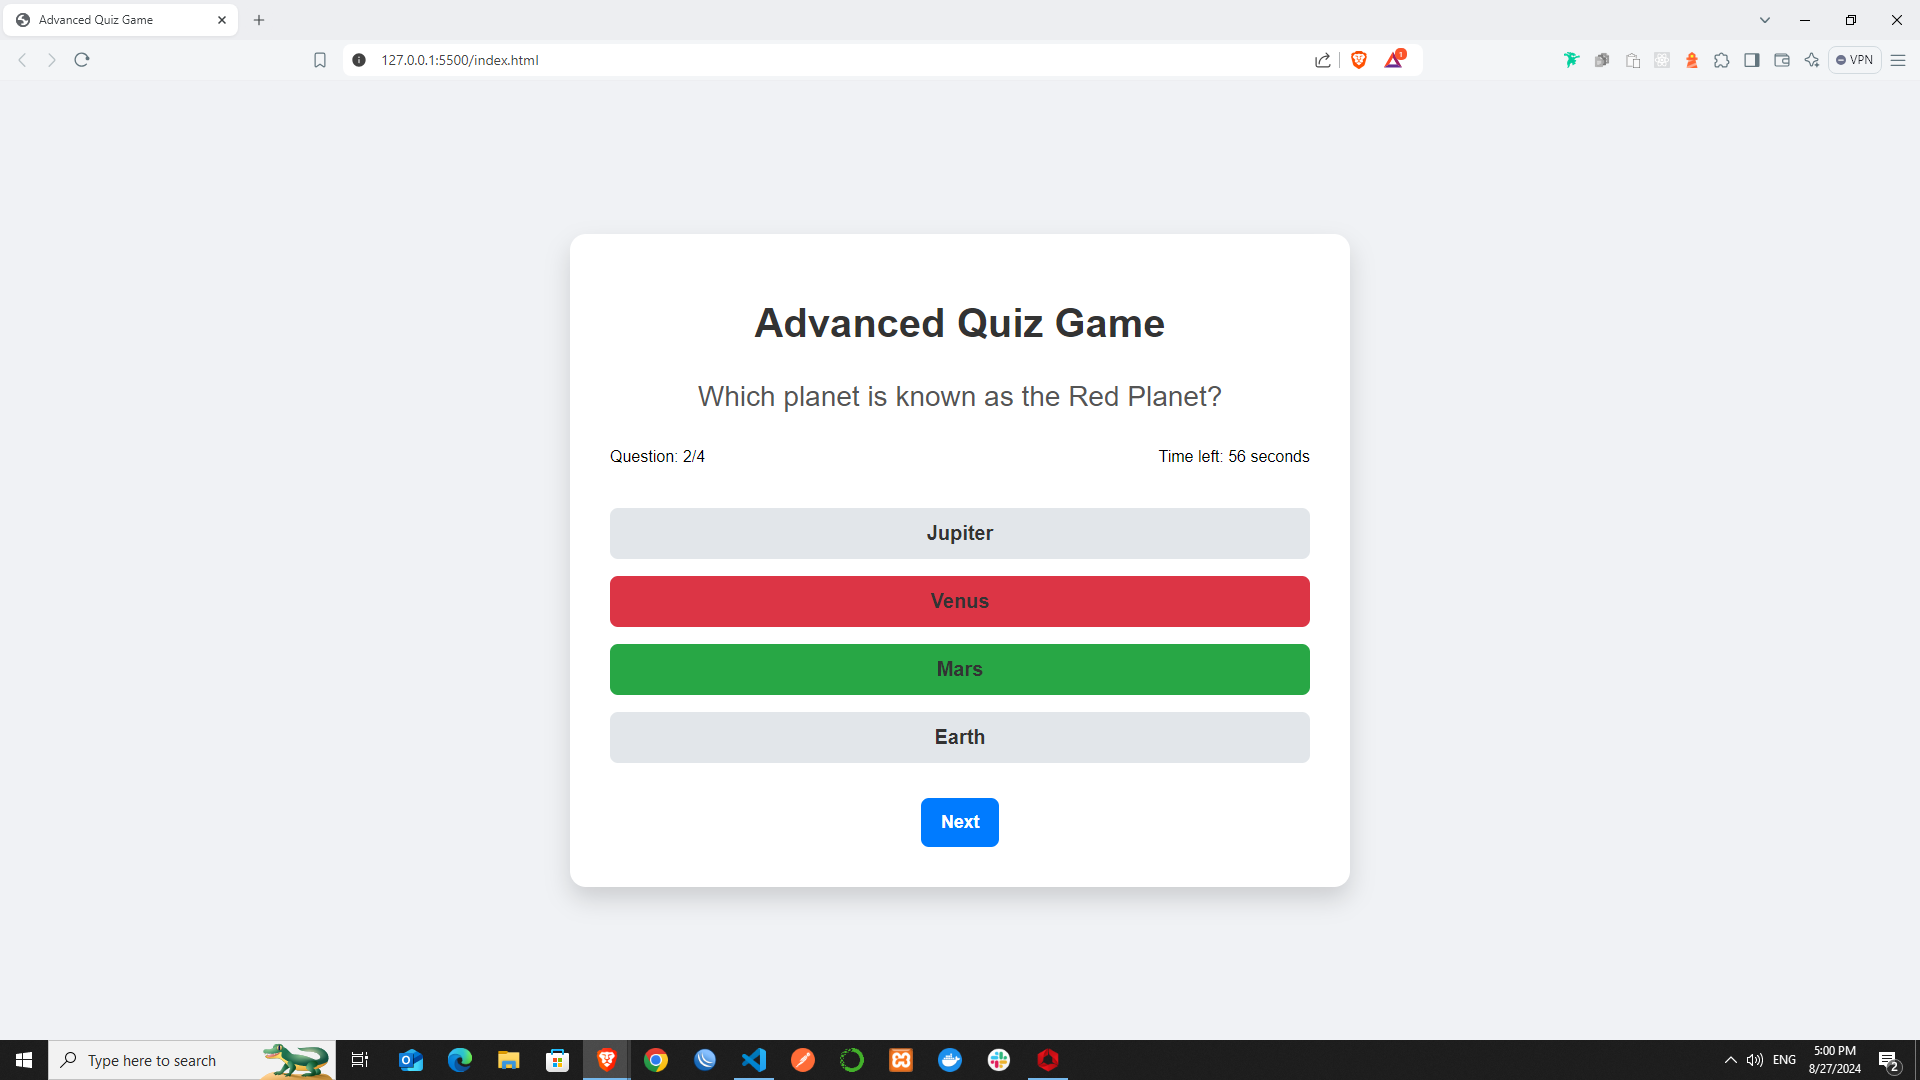 Advanced Quiz Game
127.0.0.1:5500/index.html
1
VPN
Advanced Quiz Game
Which planet is known as the Red Planet?
Question: 2/4
Time left: 56 seconds
Jupiter
Venus
Mars
Earth
Next
Type here to search
ENG
5:00 PM
8/27/2024
2